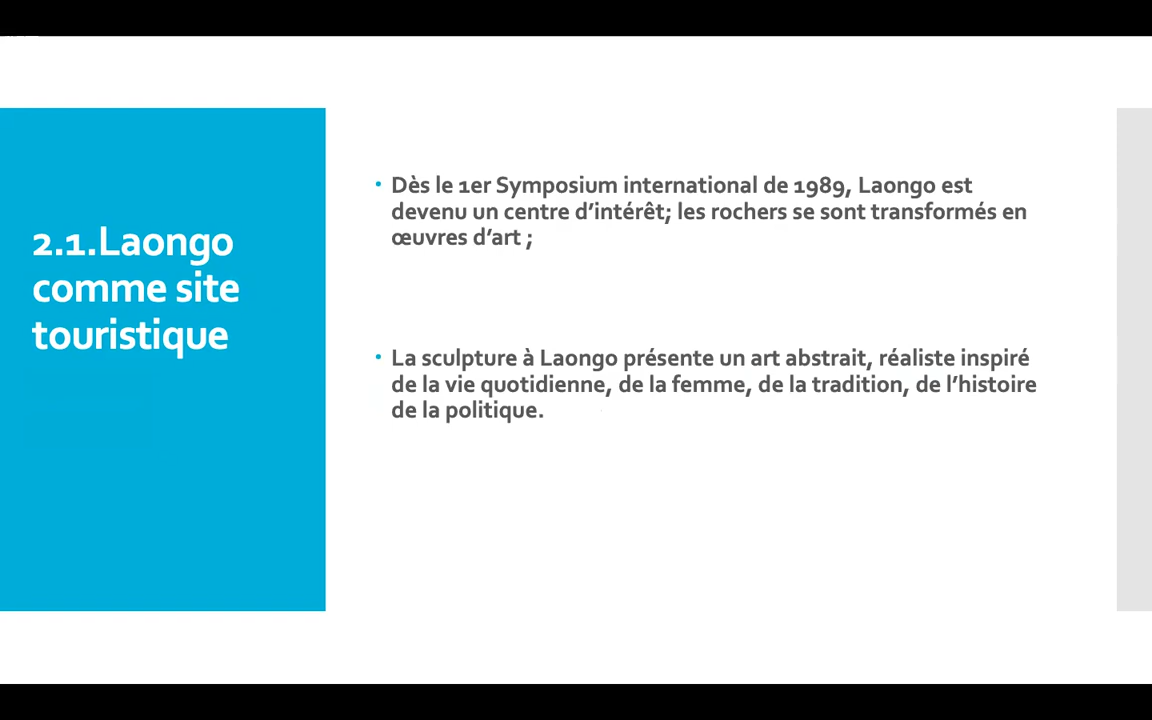 2.1.Laongo
comme site
touristique
• Dès le 1er Symposium international de 1989, Laongo est
devenu un centre d’intérêt; les rochers se sont transformés en
œuvres d’art ;
• La sculpture à Laongo présente un art abstrait, réaliste inspiré
de la vie quotidienne, de la femme, de la tradition, de l’histoire
de la politique.